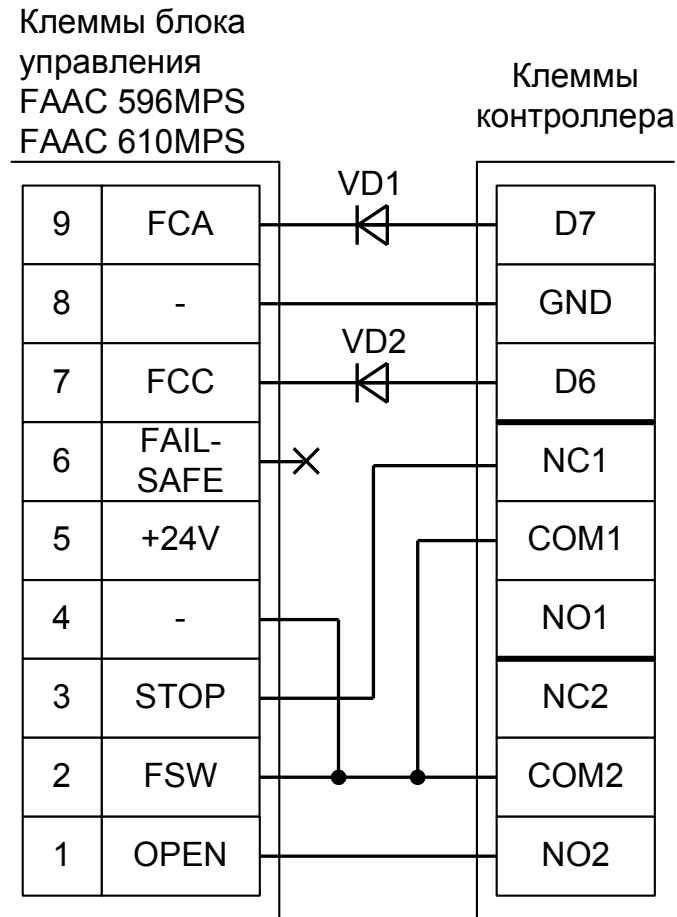 Клеммы блока
управления
FAAC 596MPS
FAAC 610MPS
Клеммы
контроллера
VD1
9 FCA D7
8 - GND
VD2
7 FCC D6
6 FAIL-
SAFE NC1
5 +24V COM1
4 - NO1
3 STOP NC2
2 FSW COM2
1 OPEN NO2